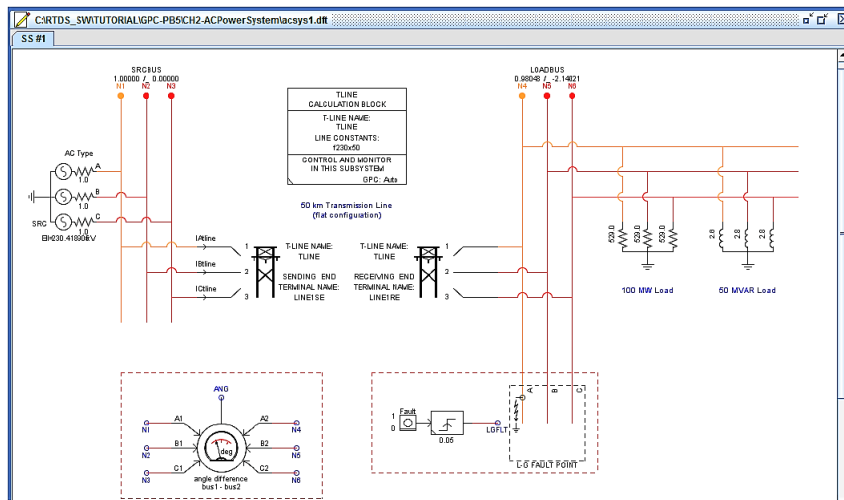 C:\RTDS_SW\TUTORIAL\GPC-PB5\CH2-ACPowerSystem\acsys1.dft
SS #1
SRCBUS
1.00000 /_ 0.00000
N1 N2 N3
LOADBUS
0.98048 /_ -2.14021
N4 N5 N6
TLINE
CALCULATION BLOCK
T-LINE NAME:
TLINE
LINE CONSTANTS:
f230x50
CONTROL AND MONITOR
IN THIS SUBSYSTEM
GPC: Auto
AC Type
A
1.0
B
1.0
C
1.0
SRC
50 km Transmission Line
(flat configuration)
IAtline
IBtline
ICtline
1
2
3
T-LINE NAME:
TLINE
SENDING END
TERMINAL NAME:
LINE1SE
T-LINE NAME:
TLINE
RECEIVING END
TERMINAL NAME:
LINE1RE
1
2
3
529.0
529.0
529.0
2.8
2.8
2.8
100 MW Load
50 MVAR Load
ANG
N1 A1 A2 N4
N2 B1 B2 N5
N3 C1 C2 N6
deg
angle difference
bus1 - bus2
Fault
1
0
0.05
LGFLT
A B C
L-G FAULT POINT